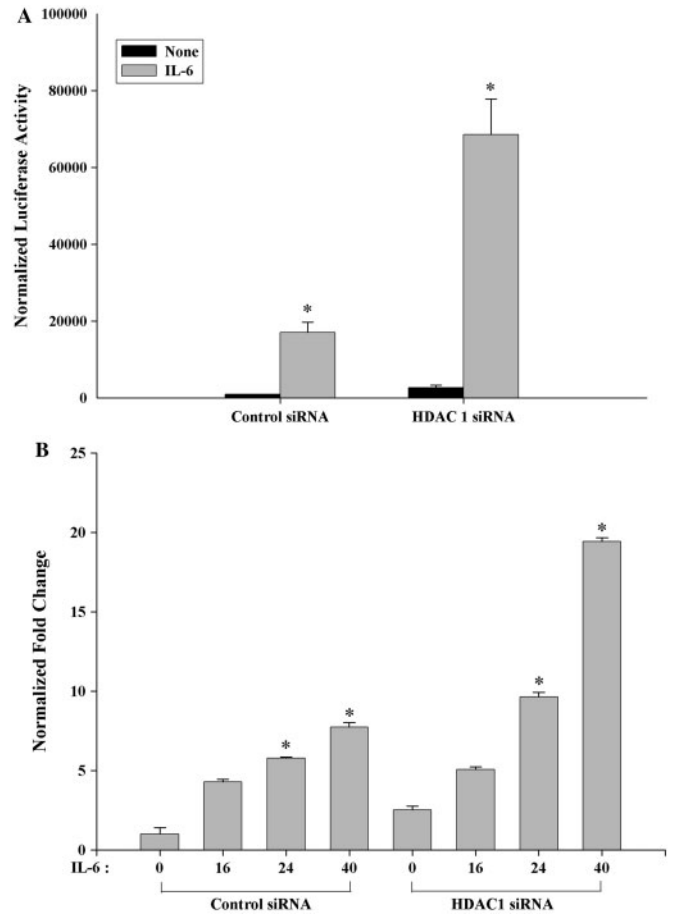 A
100000
80000
60000
40000
20000
0
Normalized Luciferase Activity
None
IL-6
*
*
Control siRNA
HDAC 1 siRNA
B
25
20
15
10
5
0
Normalized Fold Change
*
*
*
*
IL-6 : 0 16 24 40 0 16 24 40
Control siRNA
HDAC1 siRNA